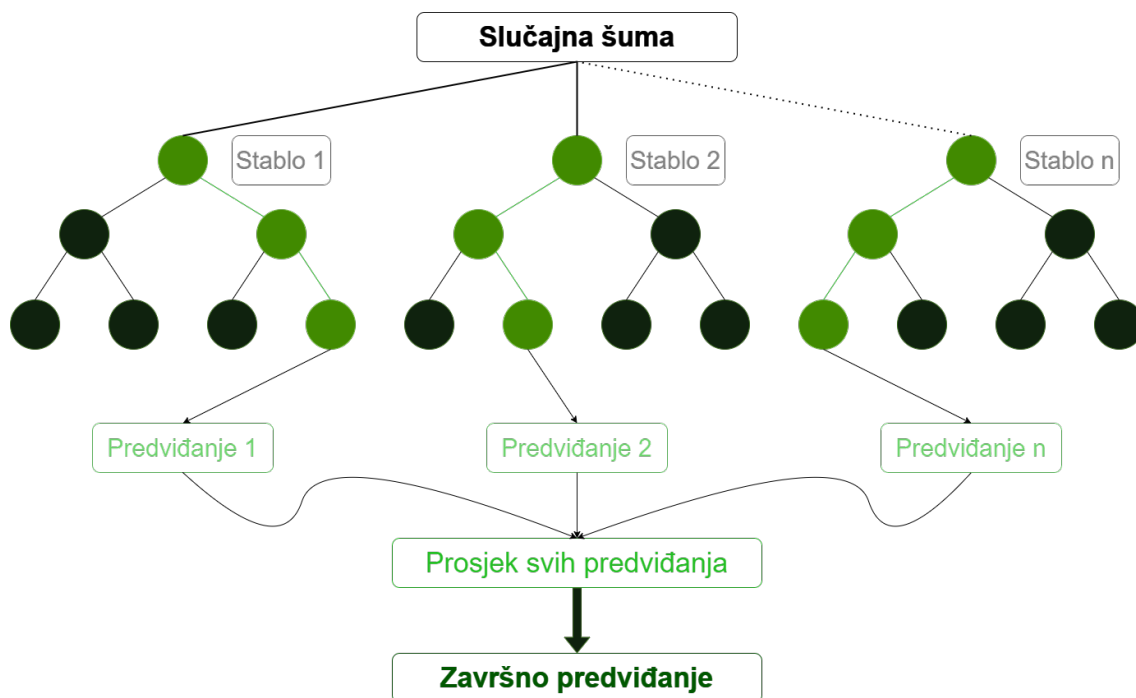 Slučajna šuma
Stablo 1
Stablo 2
Stablo n
Predviđanje 1
Predviđanje 2
Predviđanje n
Prosjek svih predviđanja
Završno predviđanje